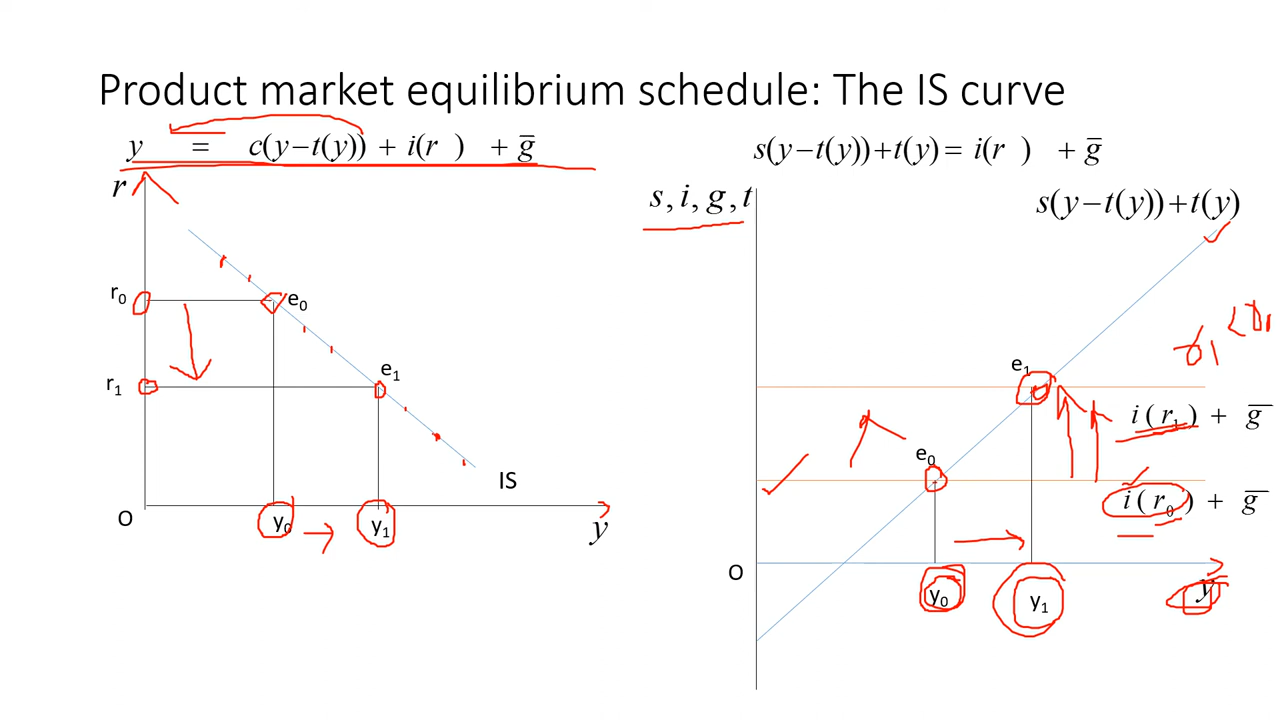 Product market equilibrium schedule: The IS curve
y = c(y−t(y)) + i(r ) + g̅
s(y−t(y))+t(y)= i(r ) + g̅
r
s, i, g, t
s(y−t(y))+t(y)
r₀
e₀
r₁
e₁
IS
O
y₀
y₁
y
e₁
i(r₁) + g̅
e₀
i(r₀) + g̅
O
y₀
y₁
y